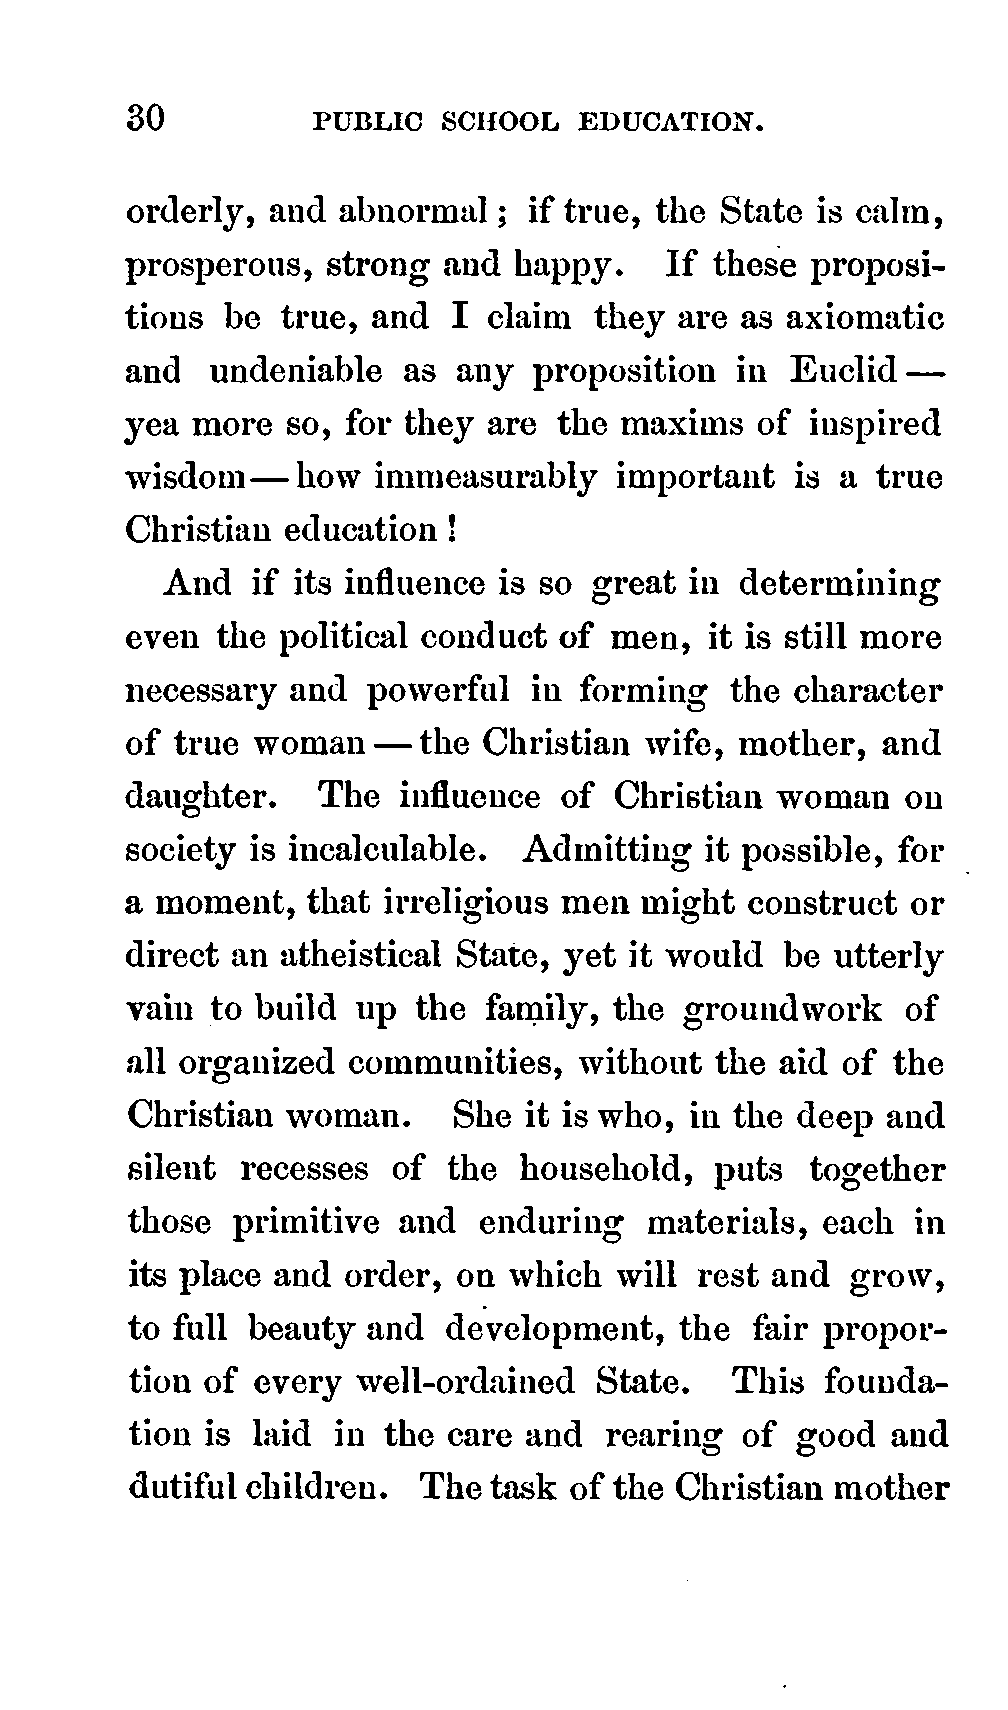 30 PUBLIC SCHOOL EDUCATION.
orderly, and abnormal; if true, the State is calm,
prosperous, strong and happy. If these proposi-
tions be true, and I claim they are as axiomatic
and undeniable as any proposition in Euclid —
yea more so, for they are the maxims of inspired
wisdom — how immeasurably important is a true
Christian education!
And if its influence is so great in determining
even the political conduct of men, it is still more
necessary and powerful in forming the character
of true woman — the Christian wife, mother, and
daughter. The influence of Christian woman on
society is incalculable. Admitting it possible, for
a moment, that irreligious men might construct or
direct an atheistical State, yet it would be utterly
vain to build up the family, the groundwork of
all organized communities, without the aid of the
Christian woman. She it is who, in the deep and
silent recesses of the household, puts together
those primitive and enduring materials, each in
its place and order, on which will rest and grow,
to full beauty and development, the fair propor-
tion of every well-ordained State. This founda-
tion is laid in the care and rearing of good and
dutiful children. The task of the Christian mother